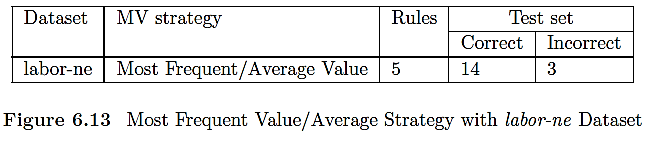 Dataset MV strategy Rules Test set
Correct Incorrect
labor-ne Most Frequent/Average Value 5 14 3
Figure 6.13 Most Frequent Value/Average Strategy with labor-ne Dataset